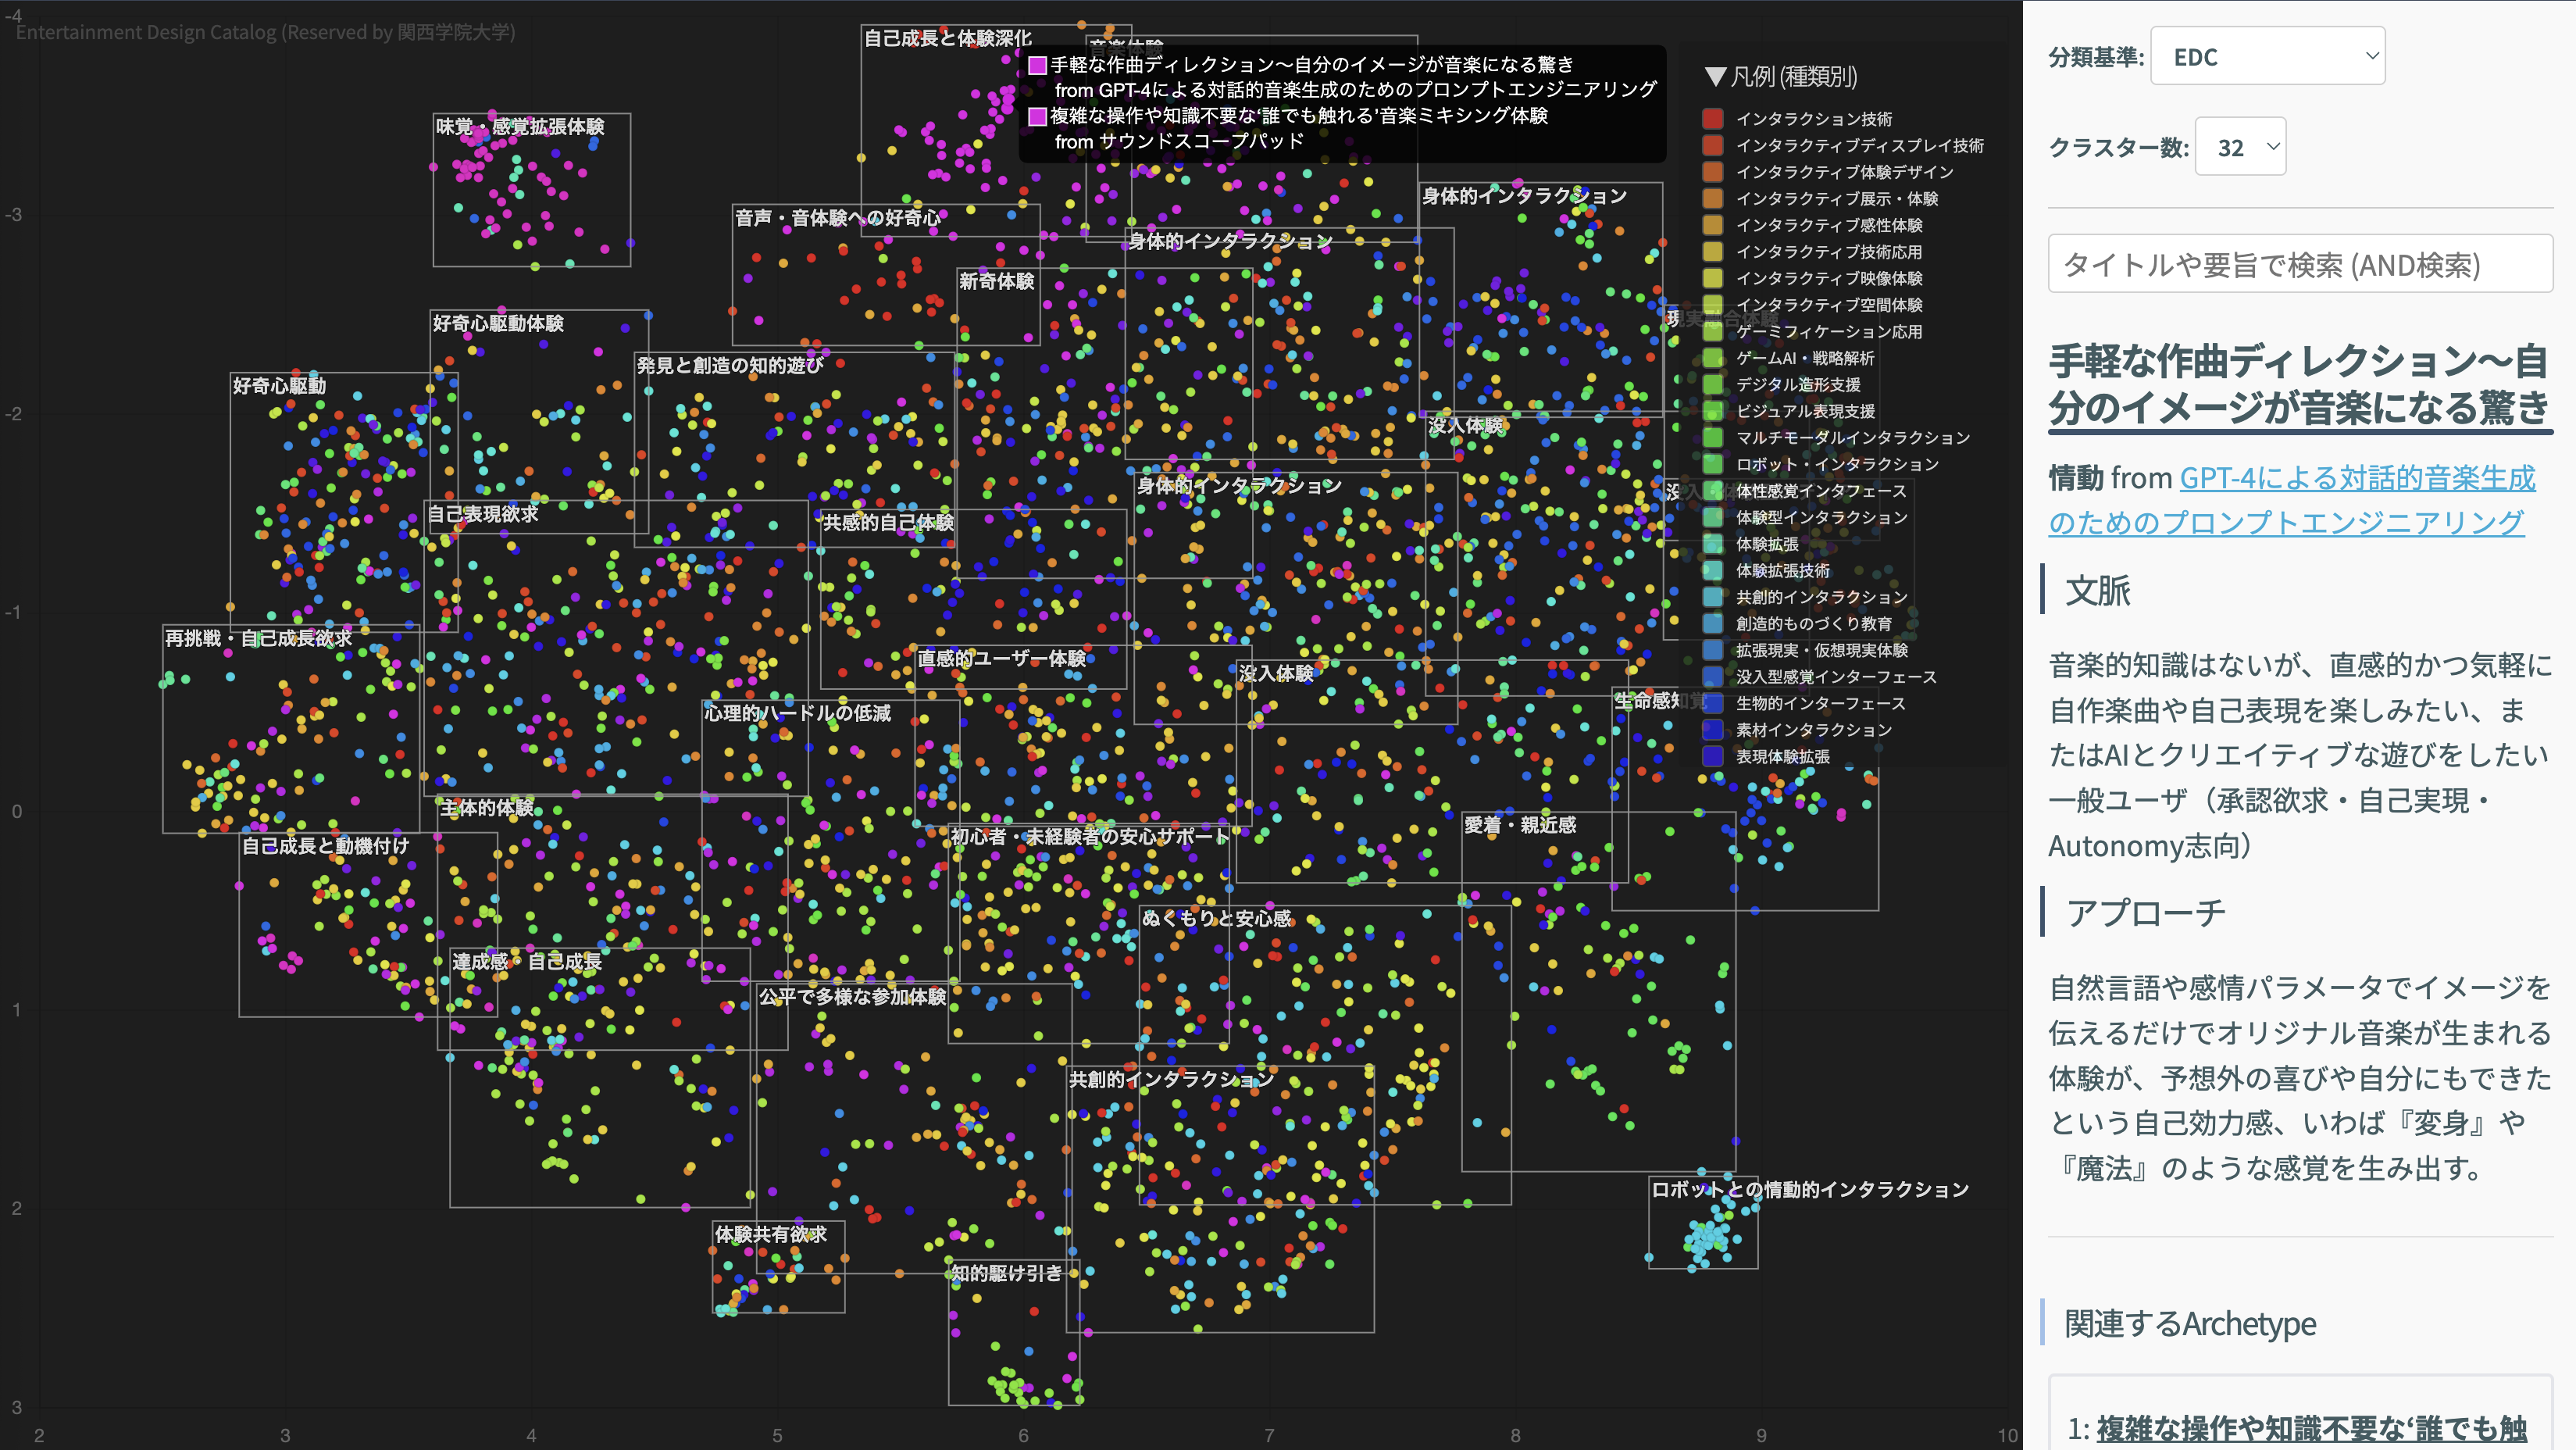 Entertainment Design Catalog (Reserved by 関西学院大学)
-4
-3
-2
-1
0
1
2
3
2
3
4
5
6
7
8
9
10
自己成長と体験深化
音楽体験
手軽な作曲ディレクション〜自分のイメージが音楽になる驚き
from GPT-4による対話的音楽生成のためのプロンプトエンジニアリング
複雑な操作や知識不要な‘誰でも触れる’音楽ミキシング体験
from サウンドスコープパッド
味覚・感覚拡張体験
音声・音体験への好奇心
身体的インタラクション
身体的インタラクション
新奇体験
好奇心駆動体験
現実融合体験
発見と創造の知的遊び
好奇心駆動
没入体験
身体的インタラクション
自己表現欲求
共感的自己体験
再挑戦・自己成長欲求
直感的ユーザー体験
没入体験
生命感知覚
心理的ハードルの低減
主体的体験
初心者・未経験者の安心サポート
愛着・親近感
自己成長と動機付け
ぬくもりと安心感
達成感・自己成長
公平で多様な参加体験
共創的インタラクション
ロボットとの情動的インタラクション
体験共有欲求
知的駆け引き
▼凡例 (種類別)
インタラクション技術
インタラクティブディスプレイ技術
インタラクティブ体験デザイン
インタラクティブ展示・体験
インタラクティブ感性体験
インタラクティブ技術応用
インタラクティブ映像体験
インタラクティブ空間体験
ゲーミフィケーション応用
ゲームAI・戦略解析
デジタル造形支援
ビジュアル表現支援
マルチモーダルインタラクション
ロボット・インタラクション
体性感覚インタフェース
体験型インタラクション
体験拡張
体験拡張技術
共創的インタラクション
創造的ものづくり教育
拡張現実・仮想現実体験
没入型感覚インターフェース
生物的インターフェース
素材インタラクション
表現体験拡張
分類基準: EDC
クラスター数: 32
タイトルや要旨で検索 (AND検索)
手軽な作曲ディレクション〜自
分のイメージが音楽になる驚き
情動 from GPT-4による対話的音楽生成
のためのプロンプトエンジニアリング
文脈
音楽的知識はないが、直感的かつ気軽に
自作楽曲や自己表現を楽しみたい、ま
たはAIとクリエイティブな遊びをしたい
一般ユーザ（承認欲求・自己実現・
Autonomy志向）
アプローチ
自然言語や感情パラメータでイメージを
伝えるだけでオリジナル音楽が生まれる
体験が、予想外の喜びや自分にもできた
という自己効力感、いわば『変身』や
『魔法』のような感覚を生み出す。
関連するArchetype
1: 複雑な操作や知識不要な‘誰でも触